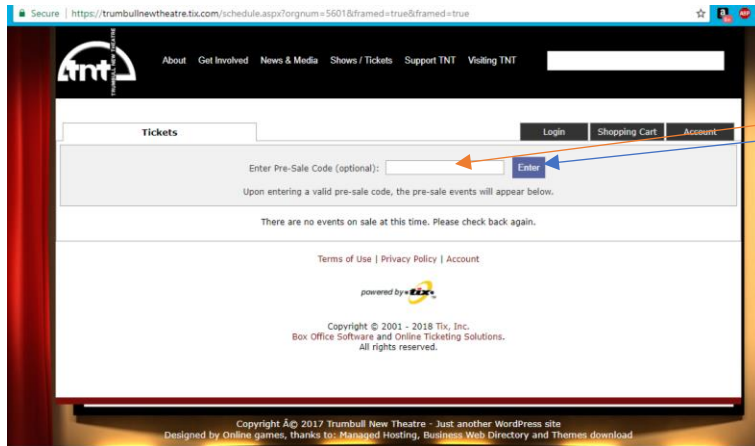 Secure | https://trumbullnewtheatre.tix.com/schedule.aspx?orgnum=5601&framed=true&framed=true
tnt
TRUMBULL NEW THEATRE
About Get Involved News & Media Shows / Tickets Support TNT Visiting TNT
Tickets
Login Shopping Cart Account
Enter Pre-Sale Code (optional): Enter
Upon entering a valid pre-sale code, the pre-sale events will appear below.
There are no events on sale at this time. Please check back again.
Terms of Use | Privacy Policy | Account
powered by •tix•
Copyright © 2001 - 2018 Tix, Inc.
Box Office Software and Online Ticketing Solutions.
All rights reserved.
Copyright Â© 2017 Trumbull New Theatre - Just another WordPress site
Designed by Online games, thanks to: Managed Hosting, Business Web Directory and Themes download